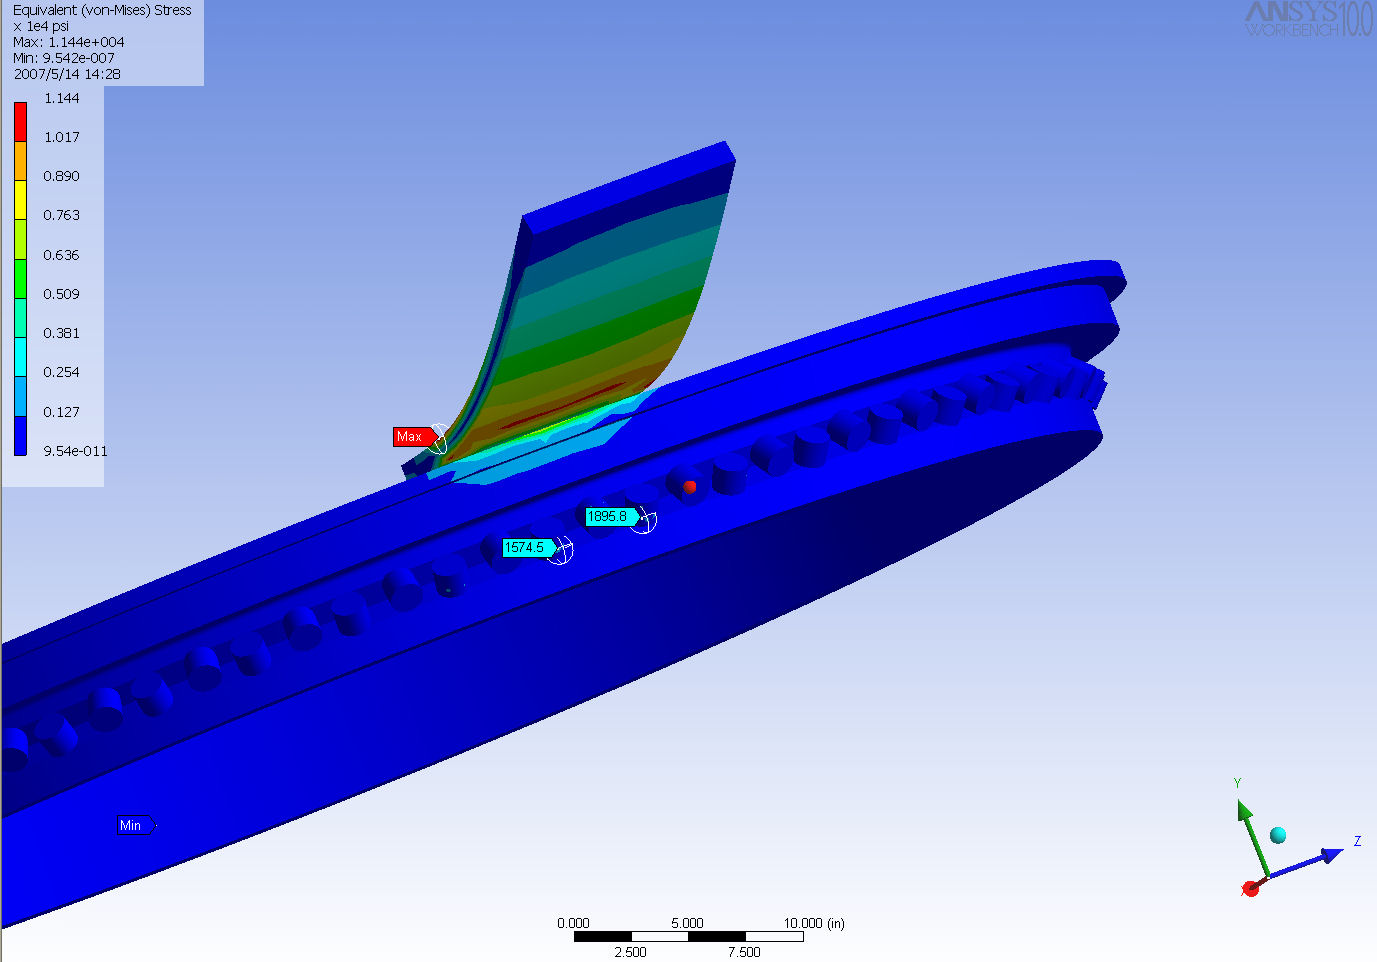 Equivalent (von-Mises) Stress
x 1e4 psi
Max: 1.144e+004
Min: 9.542e-007
2007/5/14 14:28
ANSYS 10.0
WORKBENCH
1.144
1.017
0.890
0.763
0.636
0.509
0.381
0.254
0.127
9.54e-011
Max
1895.8
1574.5
Min
Y
Z
0.000 5.000 10.000 (in)
2.500 7.500